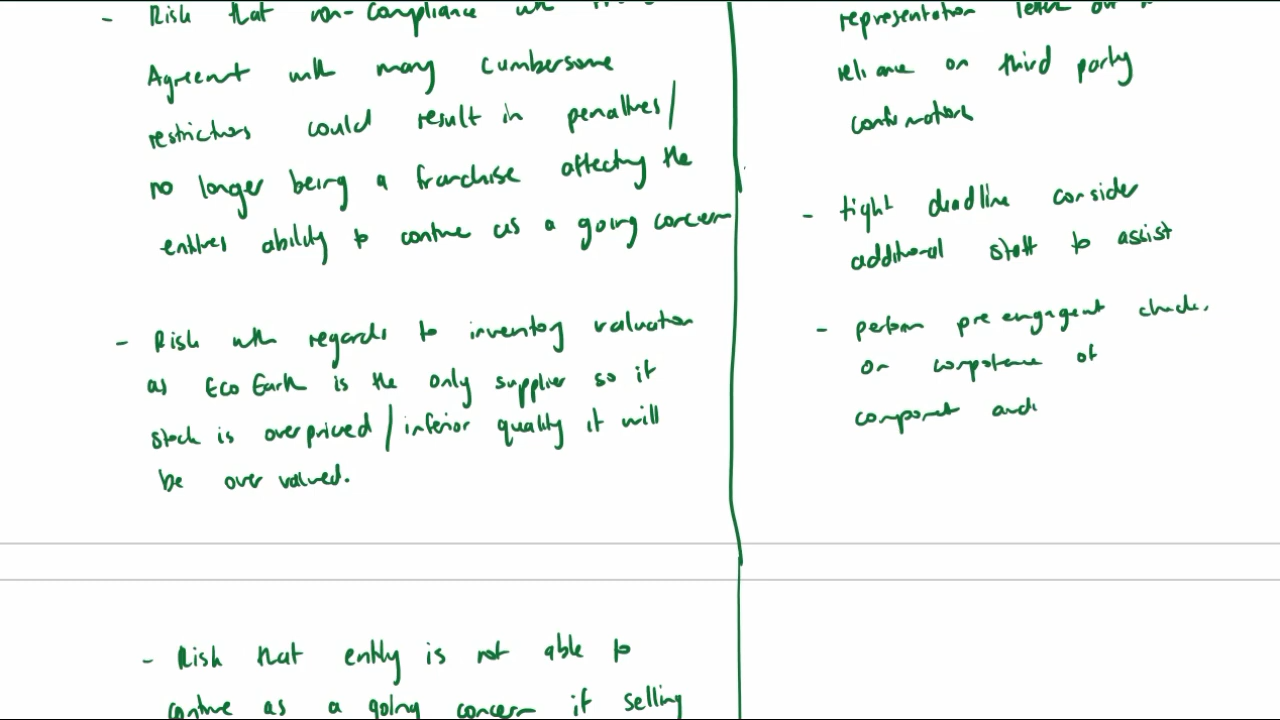 - Risk that non-compliance with
Agreement with many cumbersome
restrictions could result in penalties/
no longer being a franchise affecting the
entities ability to continue as a going concern
- Risk with regards to inventory valuation
as Eco Earth is the only supplier so if
stock is overpriced / inferior quality it will
be over valued.
- Risk that entity is not able to
continue as a going concern if selling
representation letter
reliance on third party
confirmations
- tight deadline consider
additional staff to assist
- perform pre engagement checks
on competence of
component audi